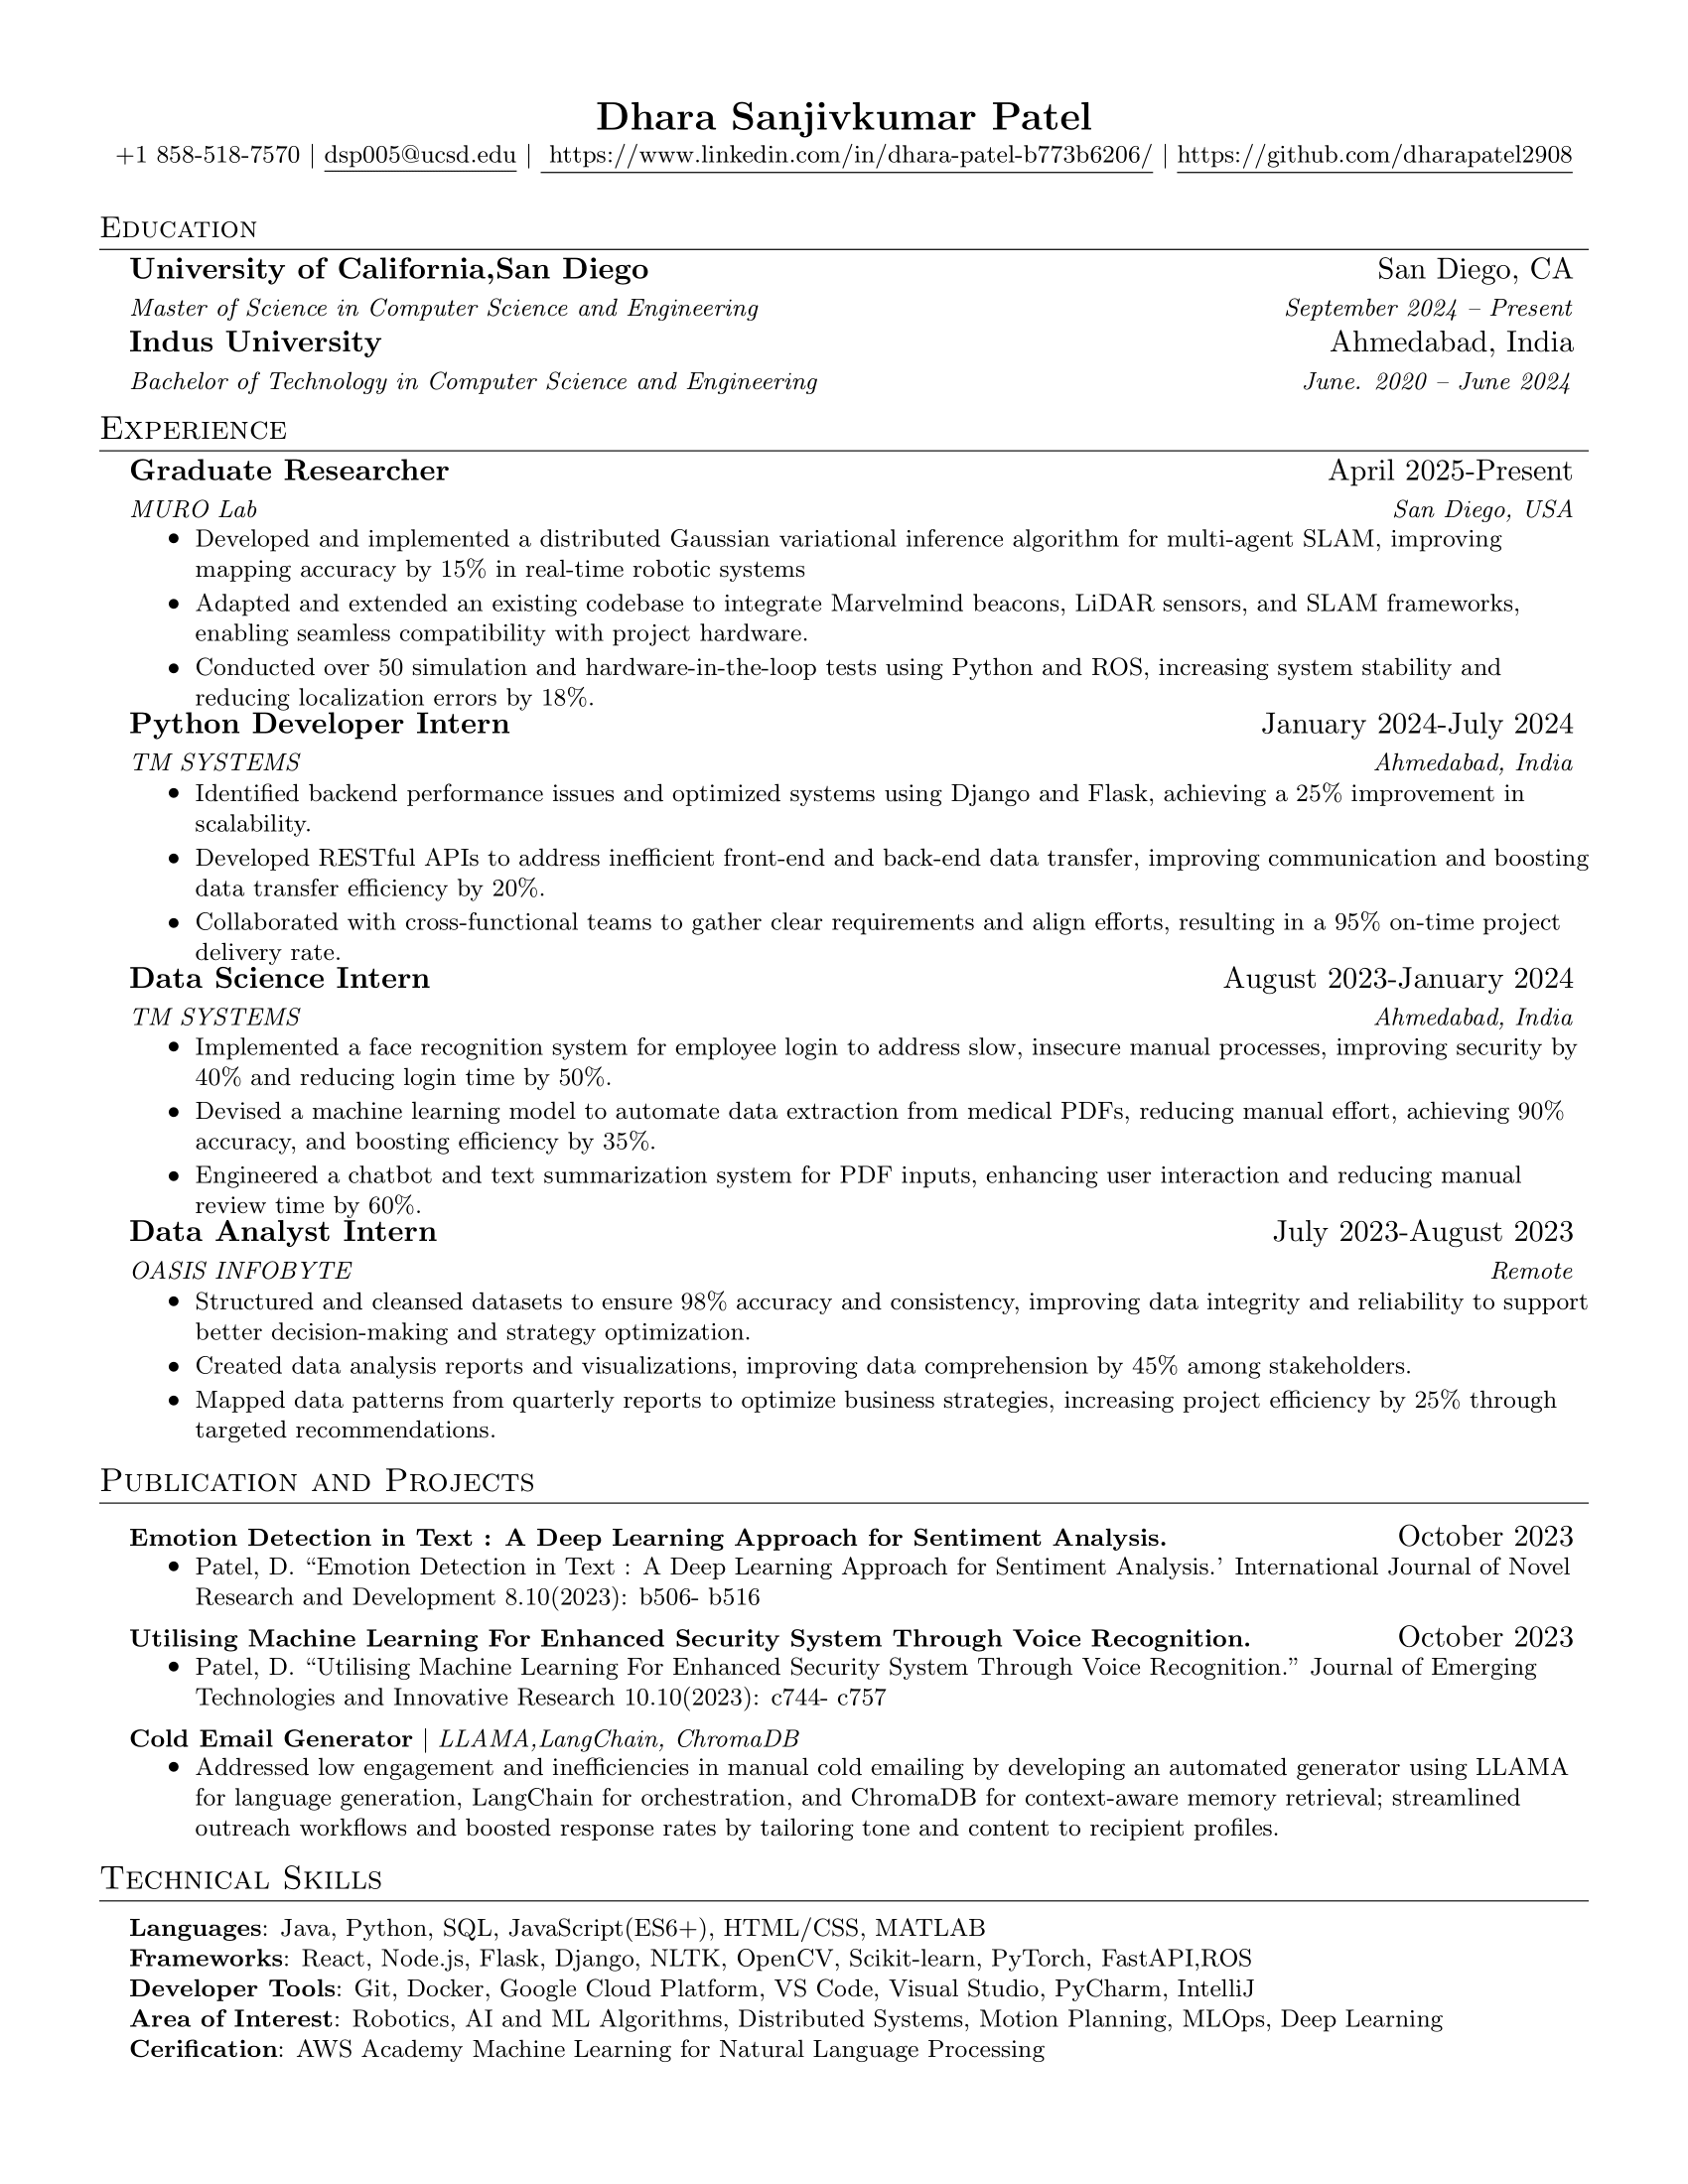 Dhara Sanjivkumar Patel
+1 858-518-7570 | dsp005@ucsd.edu | https://www.linkedin.com/in/dhara-patel-b773b6206/ | https://github.com/dharapatel2908
Education
University of California,San Diego San Diego, CA
Master of Science in Computer Science and Engineering September 2024 – Present
Indus University Ahmedabad, India
Bachelor of Technology in Computer Science and Engineering June. 2020 – June 2024
Experience
Graduate Researcher April 2025-Present
MURO Lab San Diego, USA
• Developed and implemented a distributed Gaussian variational inference algorithm for multi-agent SLAM, improving
mapping accuracy by 15% in real-time robotic systems
• Adapted and extended an existing codebase to integrate Marvelmind beacons, LiDAR sensors, and SLAM frameworks,
enabling seamless compatibility with project hardware.
• Conducted over 50 simulation and hardware-in-the-loop tests using Python and ROS, increasing system stability and
reducing localization errors by 18%.
Python Developer Intern January 2024-July 2024
TM SYSTEMS Ahmedabad, India
• Identified backend performance issues and optimized systems using Django and Flask, achieving a 25% improvement in
scalability.
• Developed RESTful APIs to address inefficient front-end and back-end data transfer, improving communication and boosting
data transfer efficiency by 20%.
• Collaborated with cross-functional teams to gather clear requirements and align efforts, resulting in a 95% on-time project
delivery rate.
Data Science Intern August 2023-January 2024
TM SYSTEMS Ahmedabad, India
• Implemented a face recognition system for employee login to address slow, insecure manual processes, improving security by
40% and reducing login time by 50%.
• Devised a machine learning model to automate data extraction from medical PDFs, reducing manual effort, achieving 90%
accuracy, and boosting efficiency by 35%.
• Engineered a chatbot and text summarization system for PDF inputs, enhancing user interaction and reducing manual
review time by 60%.
Data Analyst Intern July 2023-August 2023
OASIS INFOBYTE Remote
• Structured and cleansed datasets to ensure 98% accuracy and consistency, improving data integrity and reliability to support
better decision-making and strategy optimization.
• Created data analysis reports and visualizations, improving data comprehension by 45% among stakeholders.
• Mapped data patterns from quarterly reports to optimize business strategies, increasing project efficiency by 25% through
targeted recommendations.
Publication and Projects
Emotion Detection in Text : A Deep Learning Approach for Sentiment Analysis. October 2023
• Patel, D. “Emotion Detection in Text : A Deep Learning Approach for Sentiment Analysis.’ International Journal of Novel
Research and Development 8.10(2023): b506- b516
Utilising Machine Learning For Enhanced Security System Through Voice Recognition. October 2023
• Patel, D. “Utilising Machine Learning For Enhanced Security System Through Voice Recognition.” Journal of Emerging
Technologies and Innovative Research 10.10(2023): c744- c757
Cold Email Generator | LLAMA,LangChain, ChromaDB
• Addressed low engagement and inefficiencies in manual cold emailing by developing an automated generator using LLAMA
for language generation, LangChain for orchestration, and ChromaDB for context-aware memory retrieval; streamlined
outreach workflows and boosted response rates by tailoring tone and content to recipient profiles.
Technical Skills
Languages: Java, Python, SQL, JavaScript(ES6+), HTML/CSS, MATLAB
Frameworks: React, Node.js, Flask, Django, NLTK, OpenCV, Scikit-learn, PyTorch, FastAPI,ROS
Developer Tools: Git, Docker, Google Cloud Platform, VS Code, Visual Studio, PyCharm, IntelliJ
Area of Interest: Robotics, AI and ML Algorithms, Distributed Systems, Motion Planning, MLOps, Deep Learning
Cerification: AWS Academy Machine Learning for Natural Language Processing